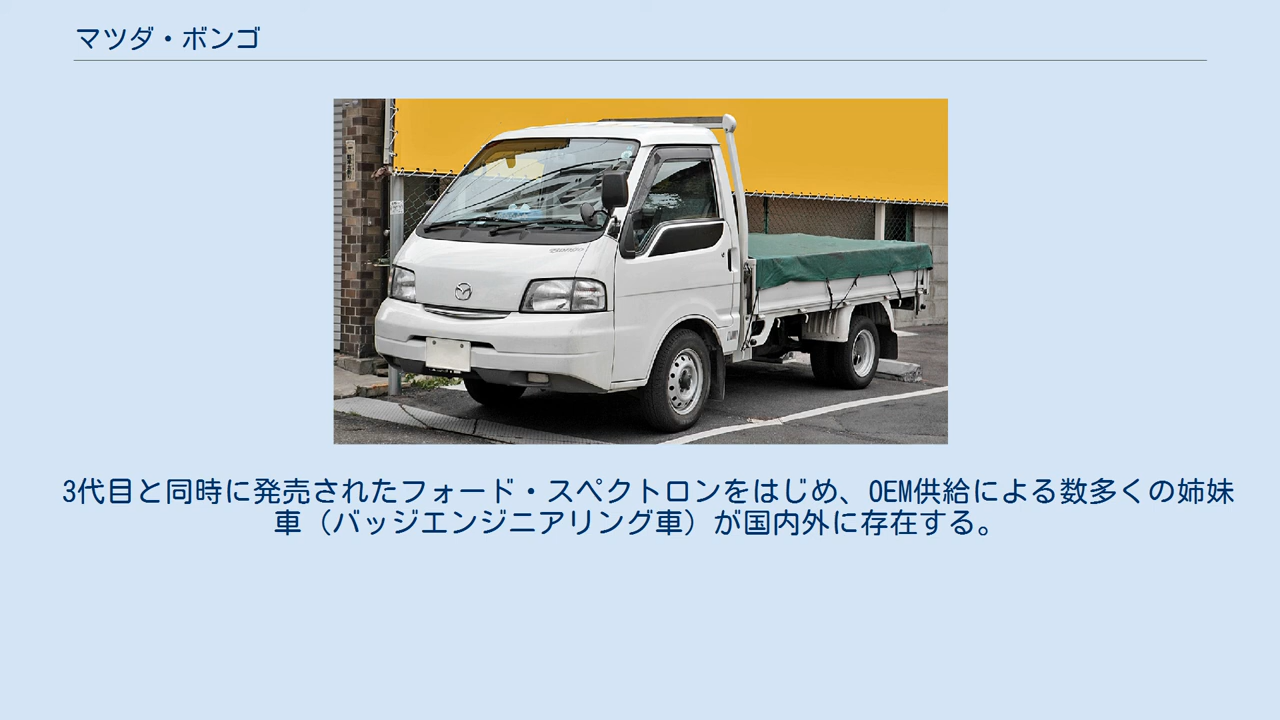 マツダ・ボンゴ
3代目と同時に発売されたフォード・スペクトロンをはじめ、OEM供給による数多くの姉妹
車（バッジエンジニアリング車）が国内外に存在する。